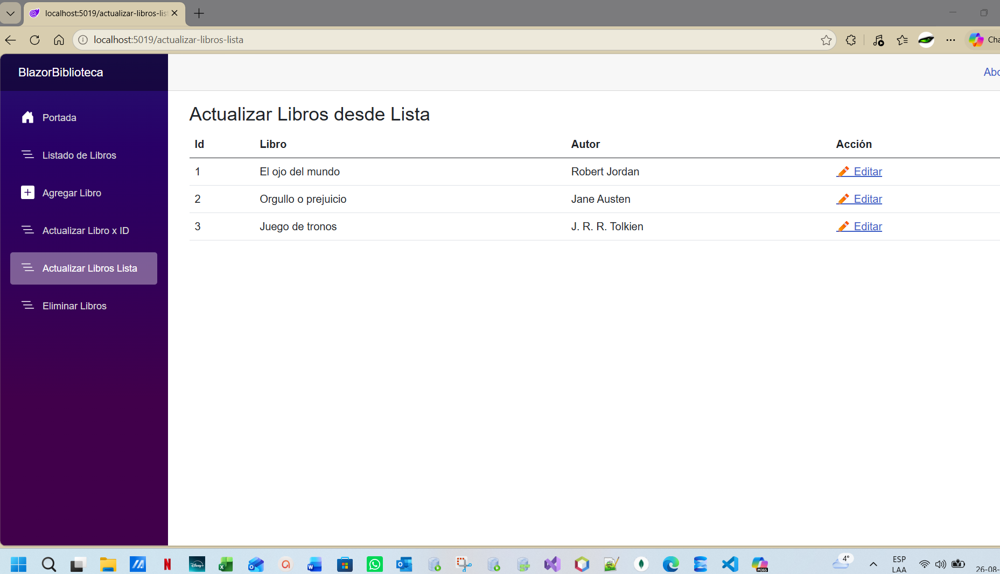 localhost:5019/actualizar-libros-lis
localhost:5019/actualizar-libros-lista
BlazorBiblioteca
Portada
Listado de Libros
Agregar Libro
Actualizar Libro x ID
Actualizar Libros Lista
Eliminar Libros
Actualizar Libros desde Lista
Id Libro Autor Acción
1 El ojo del mundo Robert Jordan Editar
2 Orgullo o prejuicio Jane Austen Editar
3 Juego de tronos J. R. R. Tolkien Editar
4°
ESP
LAA
26-08-